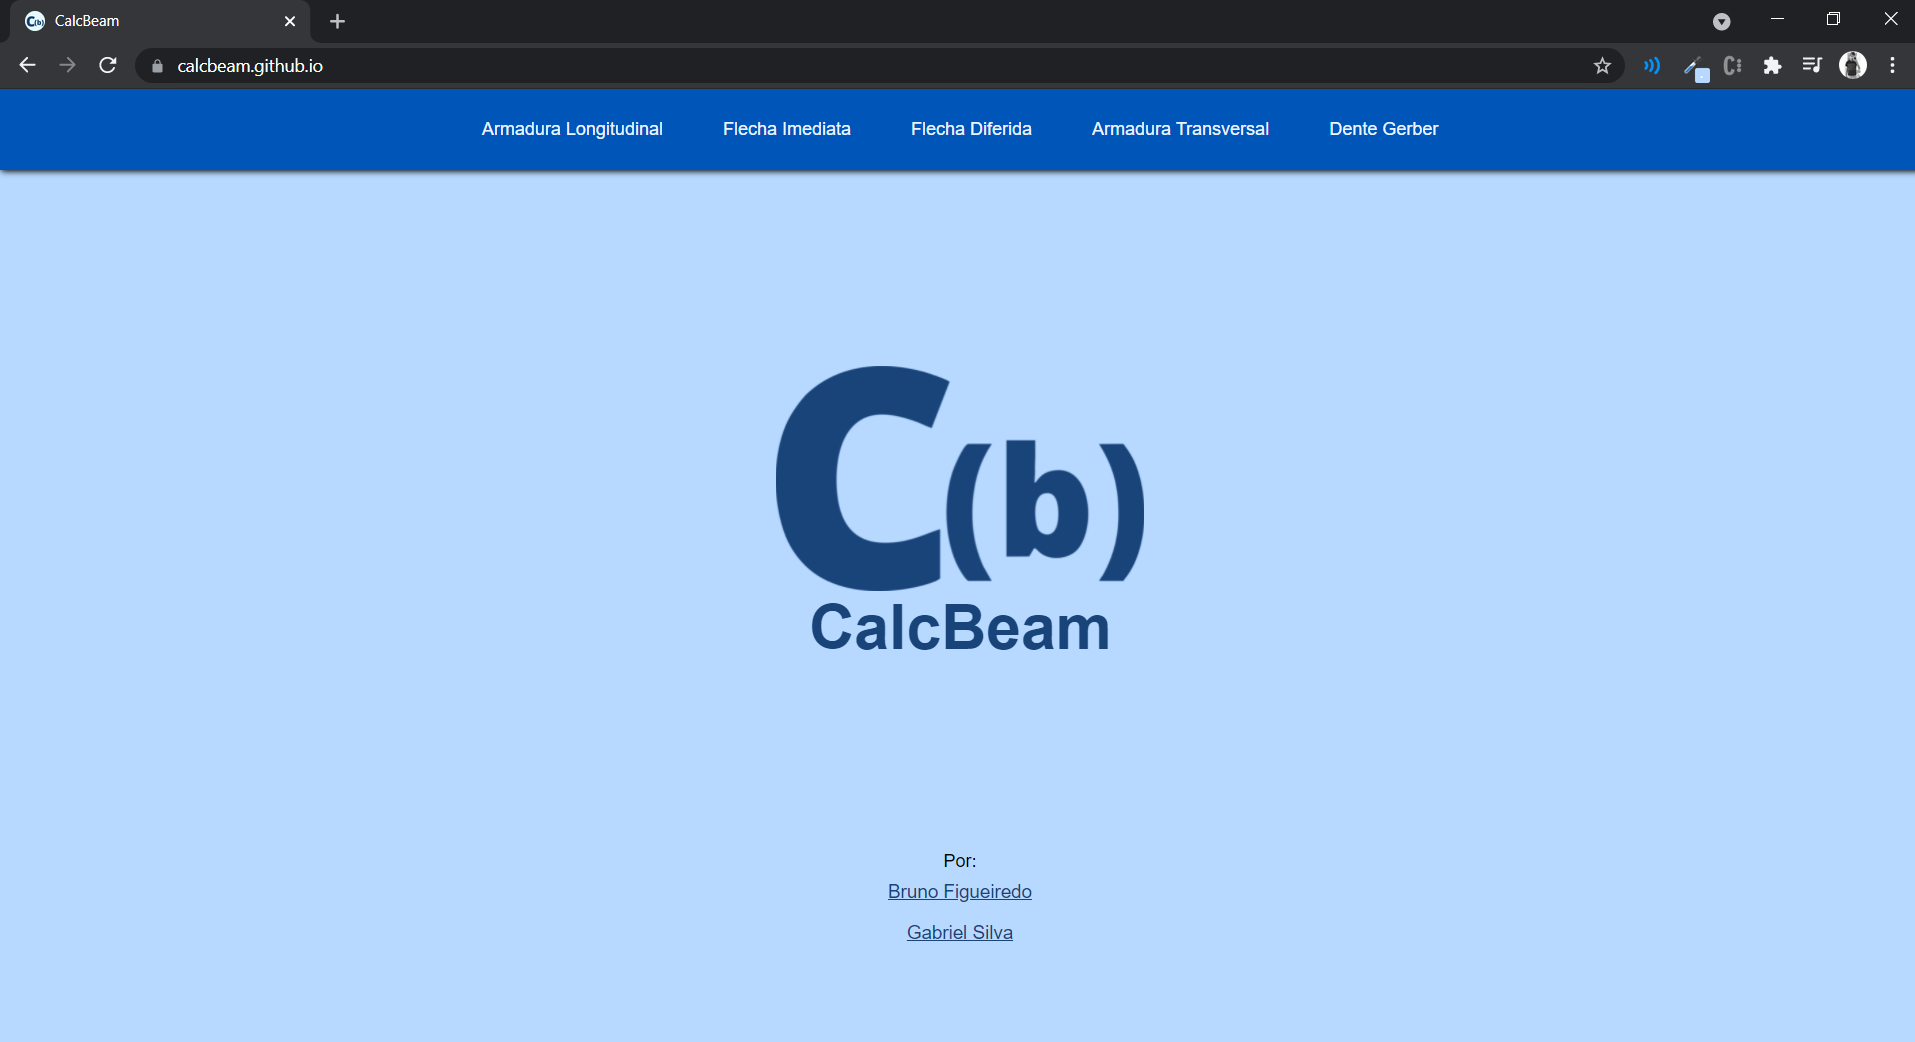 C(b) CalcBeam
calcbeam.github.io
Armadura Longitudinal Flecha Imediata Flecha Diferida Armadura Transversal Dente Gerber
C(b)
CalcBeam
Por:
Bruno Figueiredo
Gabriel Silva